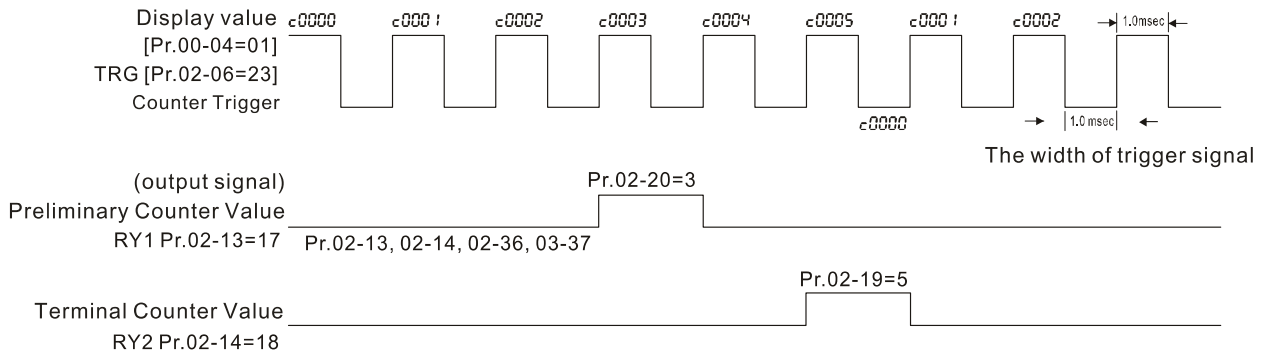 Display value
[Pr.00-04=01]
TRG [Pr.02-06=23]
Counter Trigger
c0000 c0001 c0002 c0003 c0004 c0005 c0001 c0002 1.0msec
c0000 1.0 msec
The width of trigger signal
(output signal)
Preliminary Counter Value
RY1 Pr.02-13=17
Pr.02-20=3
Pr.02-13, 02-14, 02-36, 03-37
Pr.02-19=5
Terminal Counter Value
RY2 Pr.02-14=18